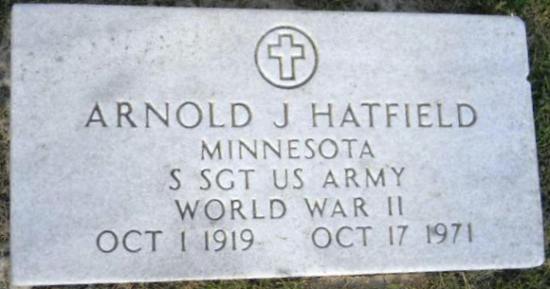 ARNOLD J HATFIELD
MINNESOTA
S SGT US ARMY
WORLD WAR II
OCT 1 1919 OCT 17 1971